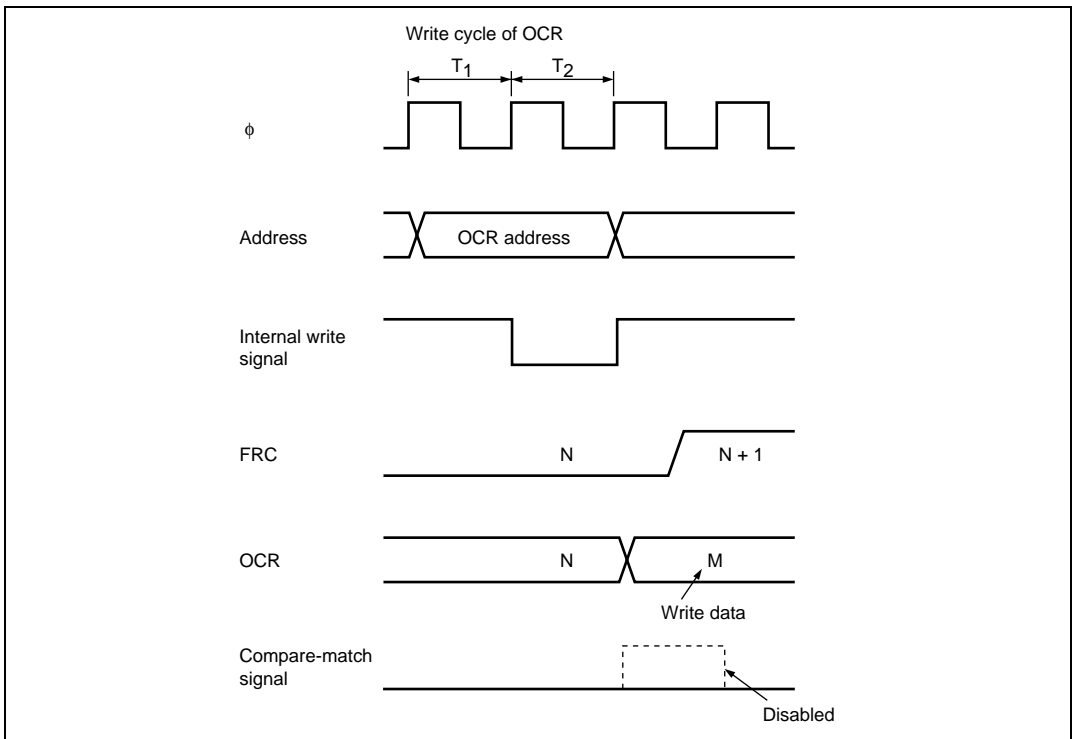 Write cycle of OCR
T1 T2
φ
Address OCR address
Internal write
signal
FRC N N + 1
OCR N M
Write data
Compare-match
signal
Disabled